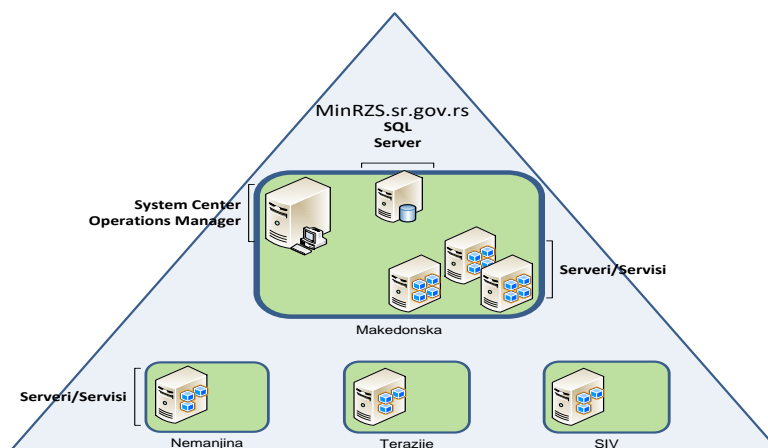 MinRZS.sr.gov.rs
SQL
Server
System Center
Operations Manager
Serveri/Servisi
Makedonska
Serveri/Servisi
Nemanjina
Terazije
SIV